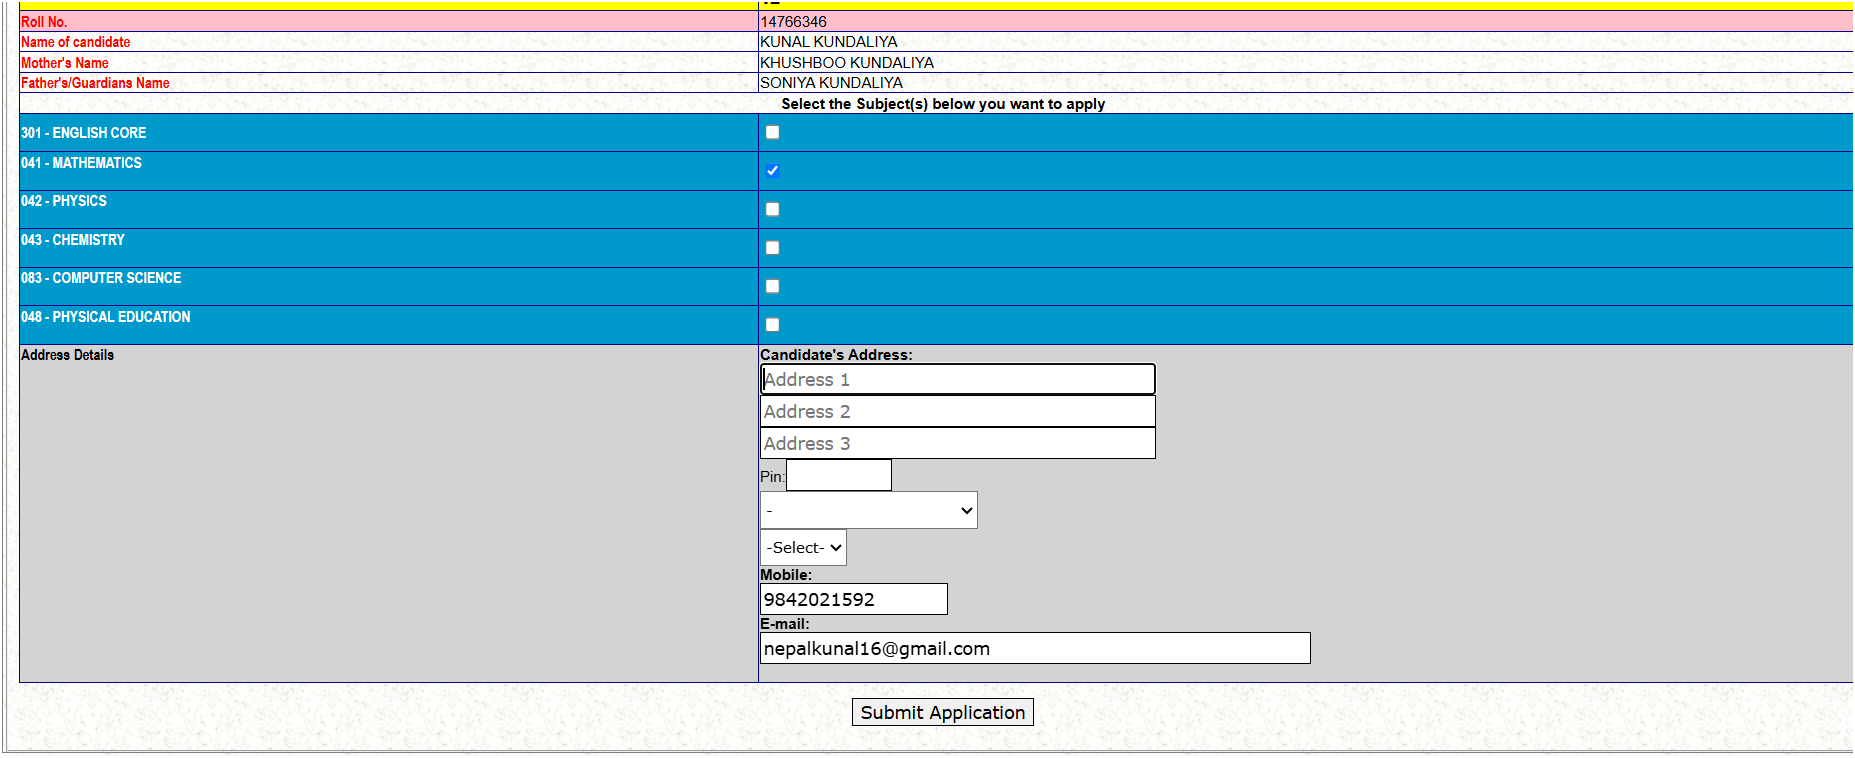 Roll No. 14766346
Name of candidate KUNAL KUNDALIYA
Mother's Name KHUSHBOO KUNDALIYA
Father's/Guardians Name SONIYA KUNDALIYA
Select the Subject(s) below you want to apply
301 - ENGLISH CORE
041 - MATHEMATICS
042 - PHYSICS
043 - CHEMISTRY
083 - COMPUTER SCIENCE
048 - PHYSICAL EDUCATION
Address Details Candidate's Address:
Address 1
Address 2
Address 3
Pin:
-
-Select-
Mobile:
9842021592
E-mail:
nepalkunal16@gmail.com
Submit Application